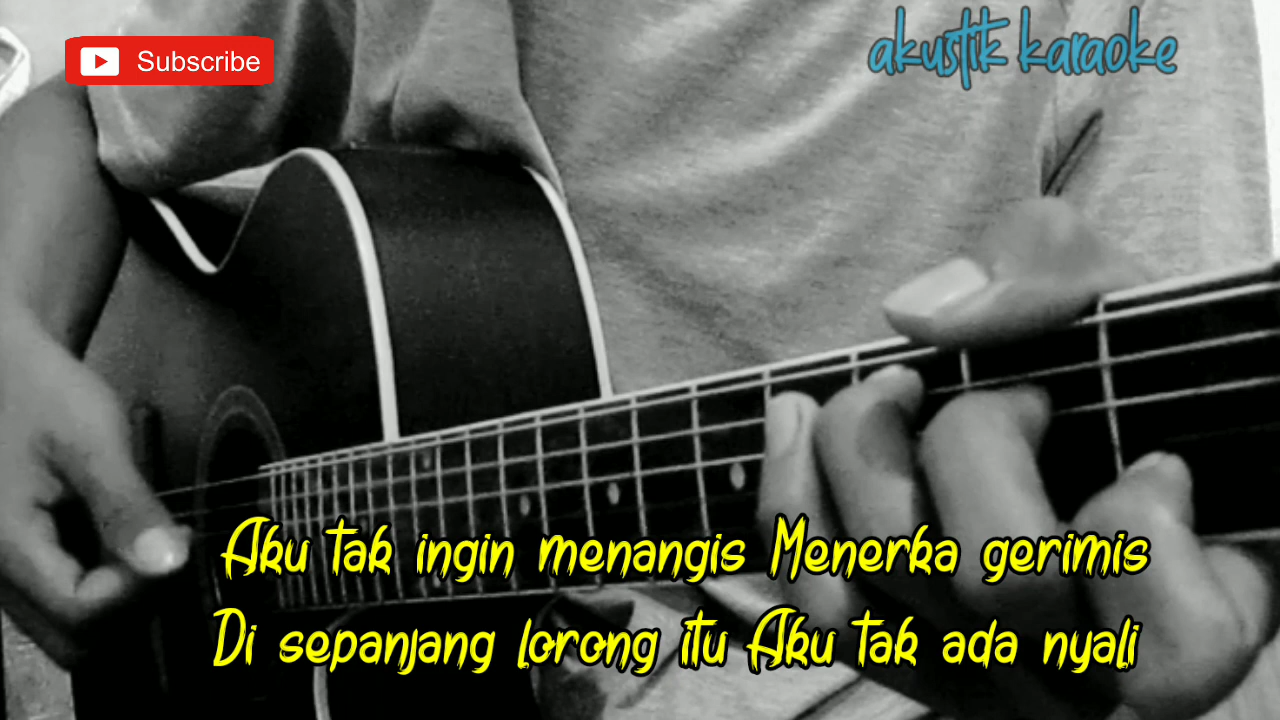 Subscribe
akustik karaoke
Aku tak ingin menangis Menerka gerimis
Di sepanjang lorong itu Aku tak ada nyali